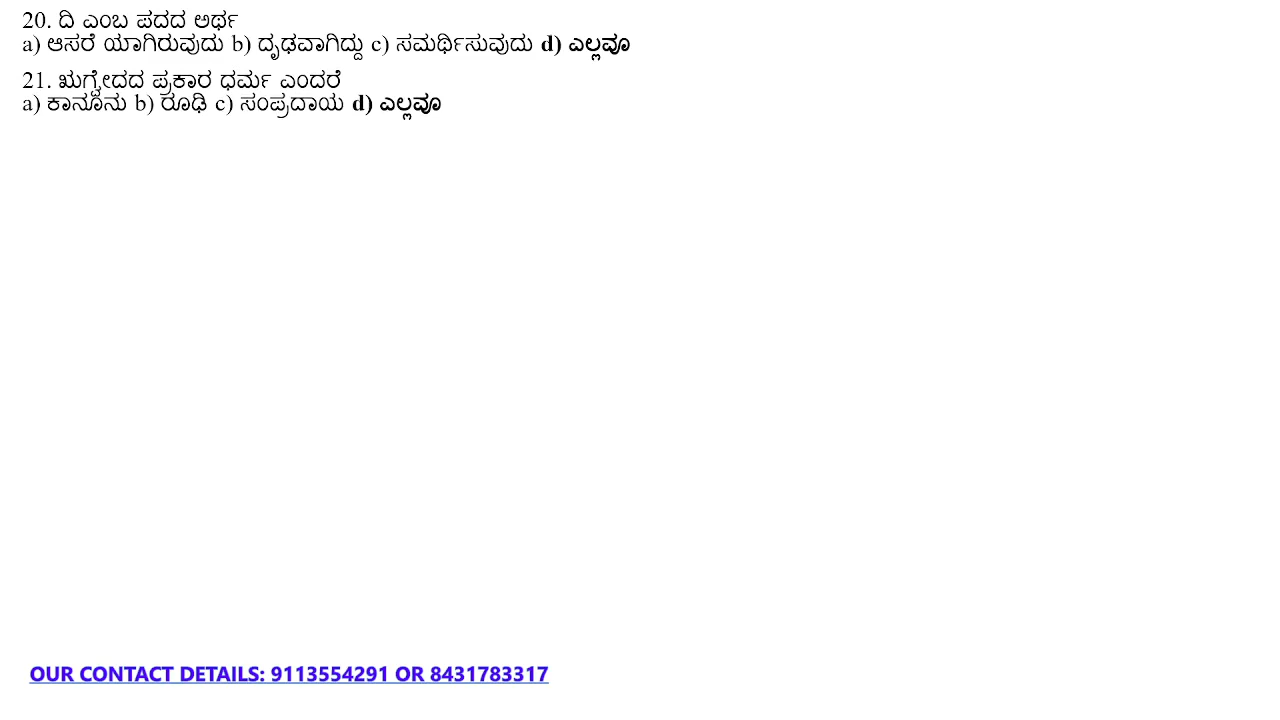 20. ದಿ ಎಂಬ ಪದದ ಅರ್ಥ
a) ಆಸರೆ ಯಾಗಿರುವುದು b) ದೃಢವಾಗಿದ್ದು c) ಸಮರ್ಥಿಸುವುದು d) ಎಲ್ಲವೂ
21. ಋಗ್ವೇದದ ಪ್ರಕಾರ ಧರ್ಮ ಎಂದರೆ
a) ಕಾನೂನು b) ರೂಢಿ c) ಸಂಪ್ರದಾಯ d) ಎಲ್ಲವೂ
OUR CONTACT DETAILS: 9113554291 OR 8431783317